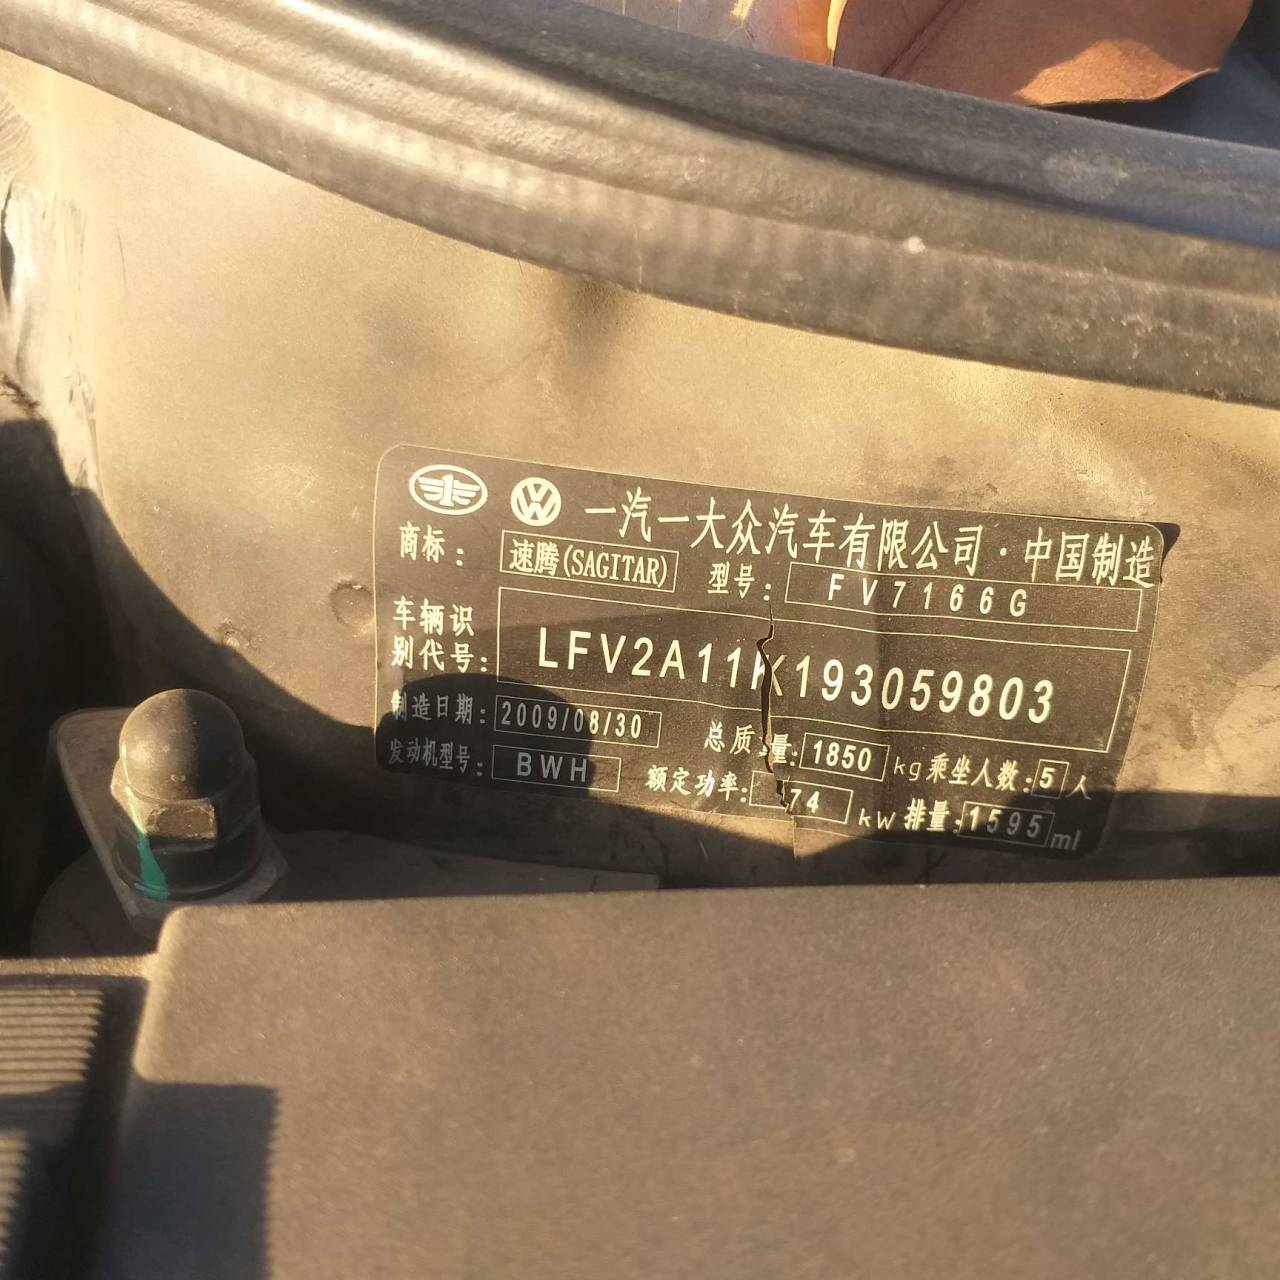 一汽一大众汽车有限公司·中国制造
商标: 速腾(SAGITAR) 型号: FV7166G
车辆识别代号: LFV2A11K193059803
制造日期: 2009/08/30 总质量: 1850 kg 乘坐人数: 5 人
发动机型号: BWH 额定功率: 74 kW 排量: 1595 ml